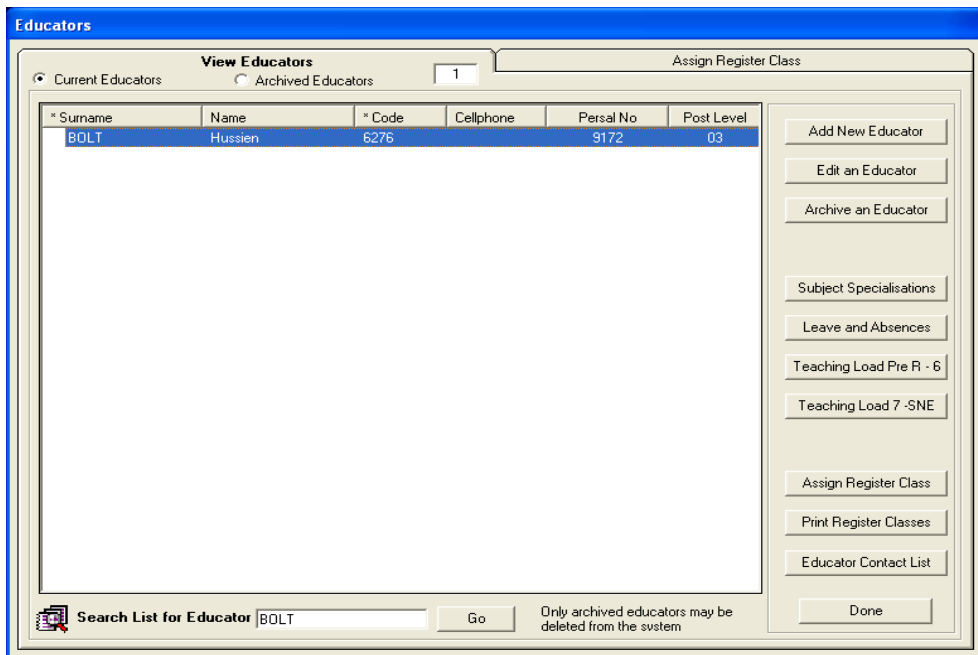 Educators
View Educators
Assign Register Class
Current Educators
Archived Educators
1
* Surname Name * Code Cellphone Persal No Post Level
BOLT Hussien 6276 9172 03
Add New Educator
Edit an Educator
Archive an Educator
Subject Specialisations
Leave and Absences
Teaching Load Pre R - 6
Teaching Load 7 -SNE
Assign Register Class
Print Register Classes
Educator Contact List
Done
Search List for Educator BOLT Go
Only archived educators may be
deleted from the system